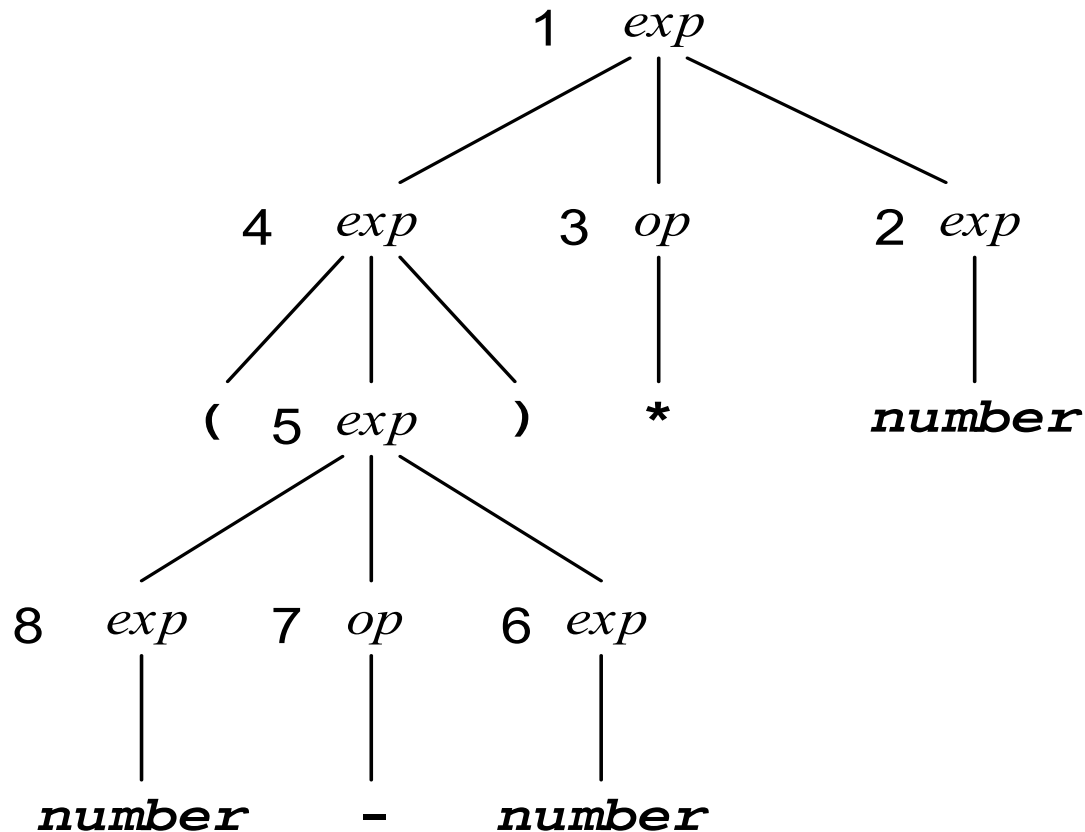 1 exp
4 exp 3 op 2 exp
( 5 exp ) * number
8 exp 7 op 6 exp
number - number